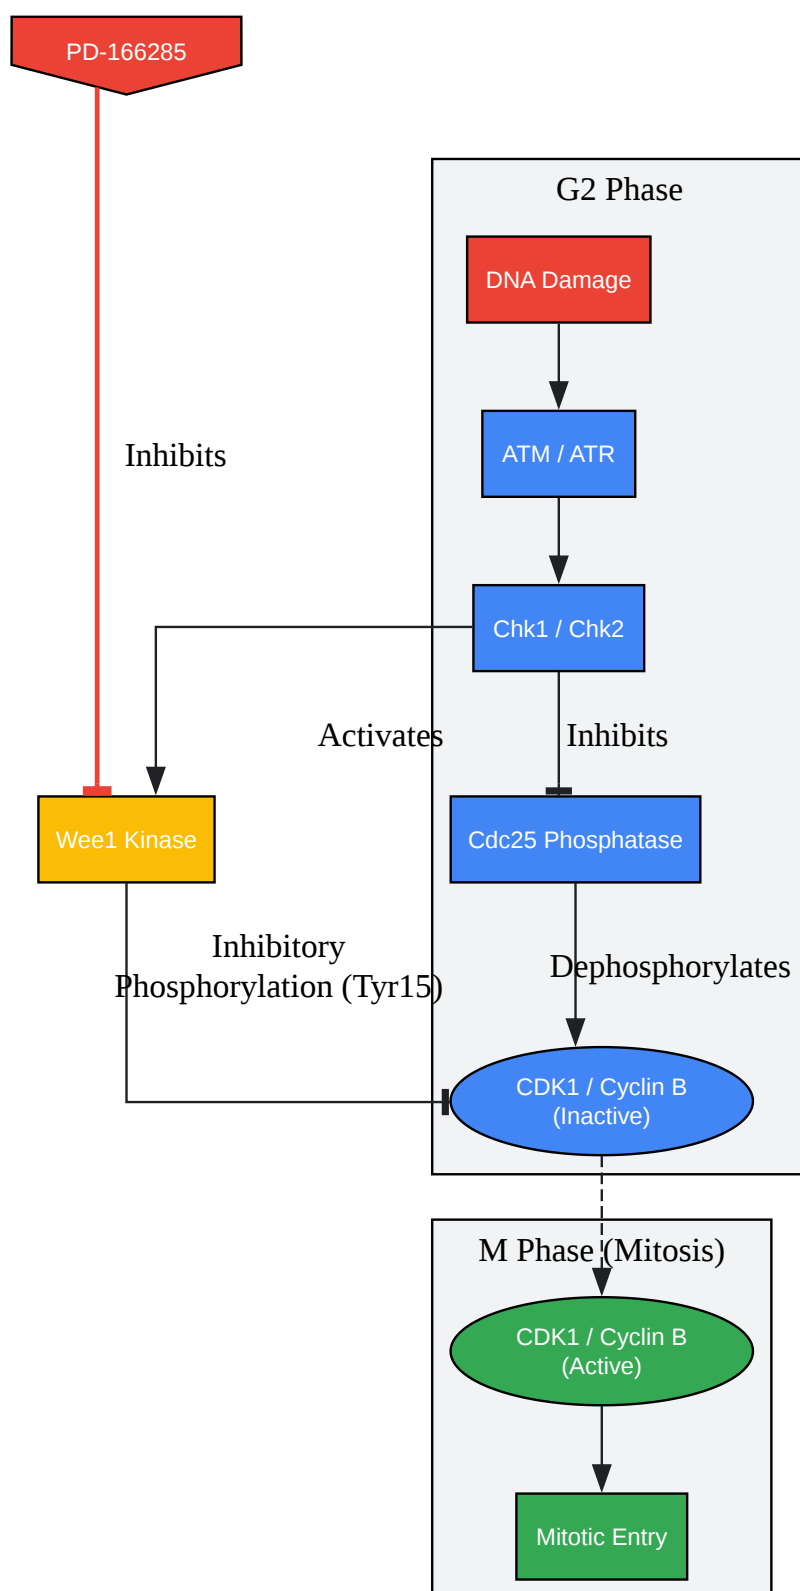 PD-166285
G2 Phase
DNA Damage
Inhibits
ATM / ATR
Chk1 / Chk2
Activates
Inhibits
Wee1 Kinase
Cdc25 Phosphatase
Inhibitory
Phosphorylation (Tyr15)
Dephosphorylates
CDK1 / Cyclin B
(Inactive)
M Phase (Mitosis)
CDK1 / Cyclin B
(Active)
Mitotic Entry